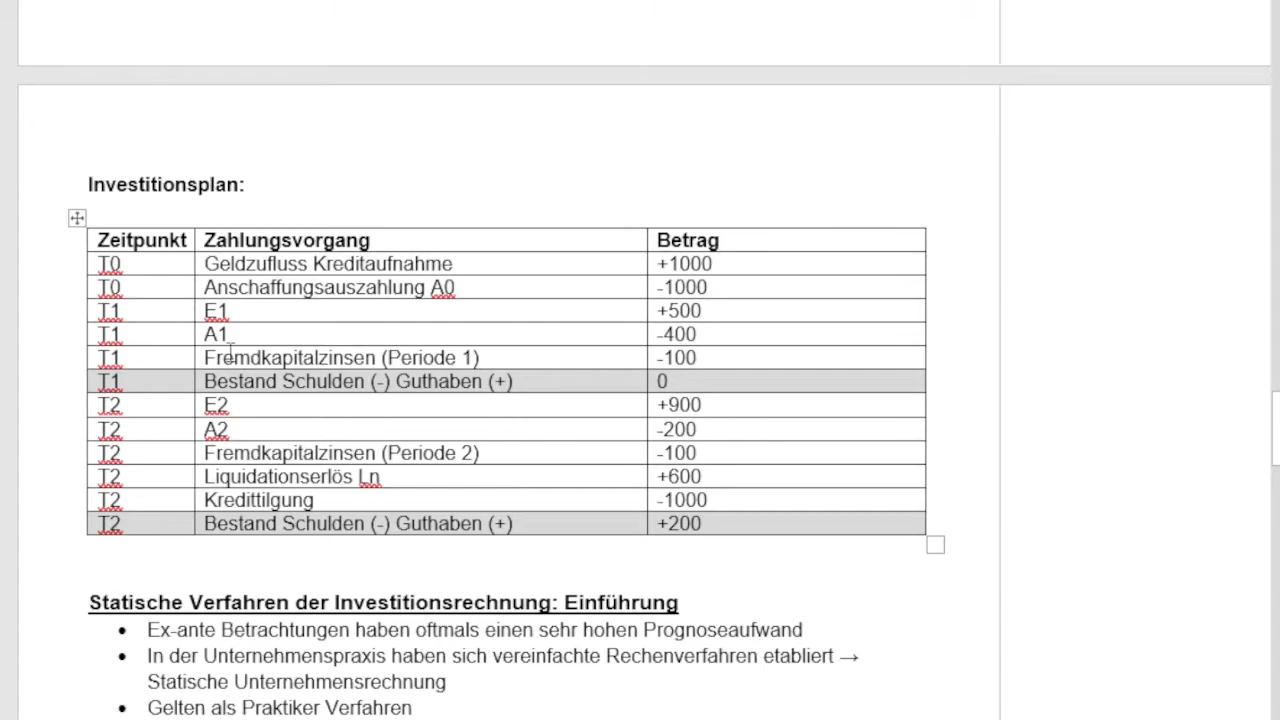 Investitionsplan:
Zeitpunkt Zahlungsvorgang Betrag
T0 Geldzufluss Kreditaufnahme +1000
T0 Anschaffungsauszahlung A0 -1000
T1 E1 +500
T1 A1 -400
T1 Fremdkapitalzinsen (Periode 1) -100
T1 Bestand Schulden (-) Guthaben (+) 0
T2 E2 +900
T2 A2 -200
T2 Fremdkapitalzinsen (Periode 2) -100
T2 Liquidationserlös Ln +600
T2 Kredittilgung -1000
T2 Bestand Schulden (-) Guthaben (+) +200
Statische Verfahren der Investitionsrechnung: Einführung
• Ex-ante Betrachtungen haben oftmals einen sehr hohen Prognoseaufwand
• In der Unternehmenspraxis haben sich vereinfachte Rechenverfahren etabliert →
Statische Unternehmensrechnung
• Gelten als Praktiker Verfahren